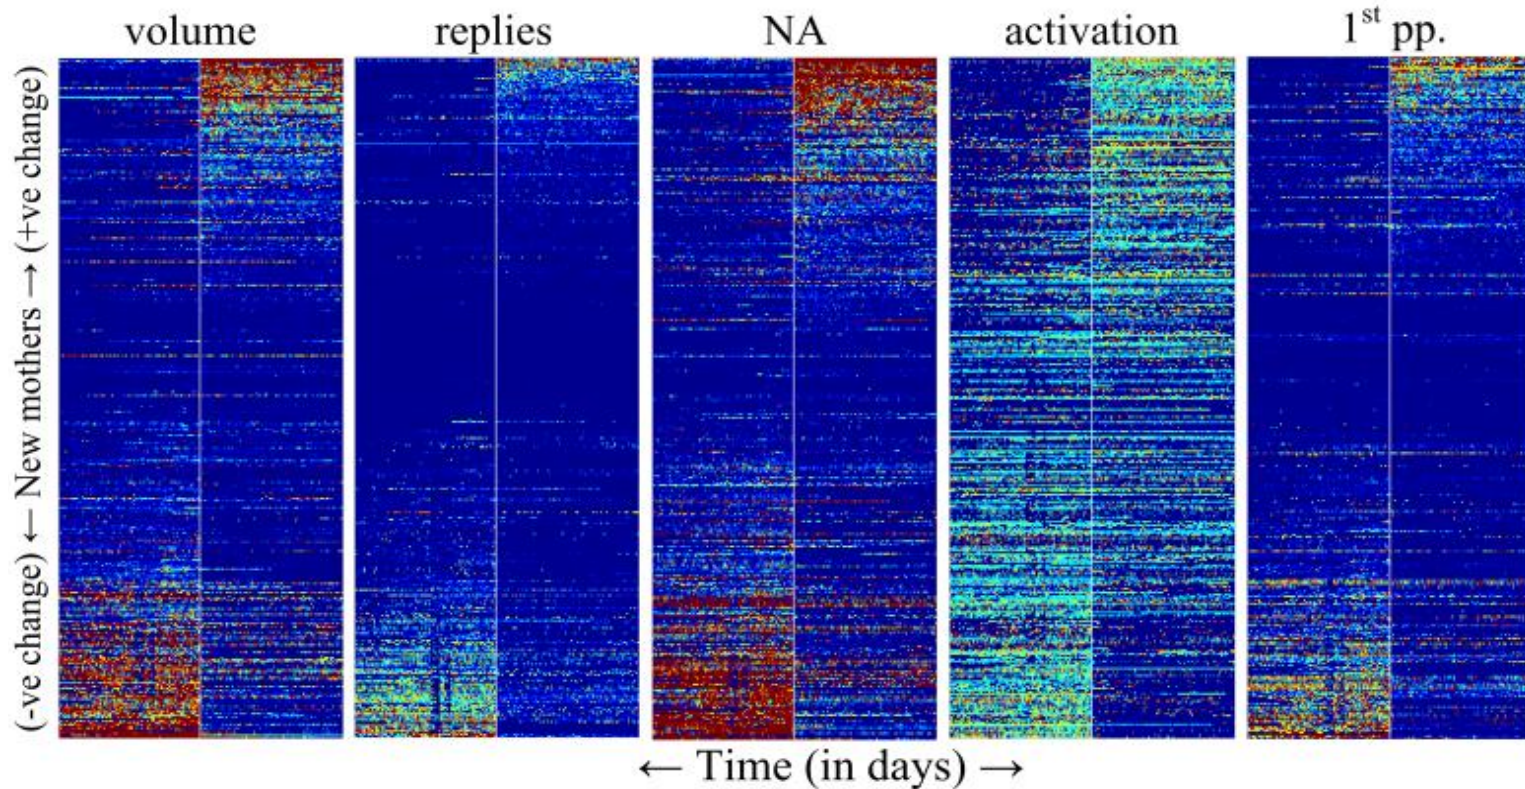 volume
replies
NA
activation
1st pp.
(-ve change) ← New mothers → (+ve change)
← Time (in days) →